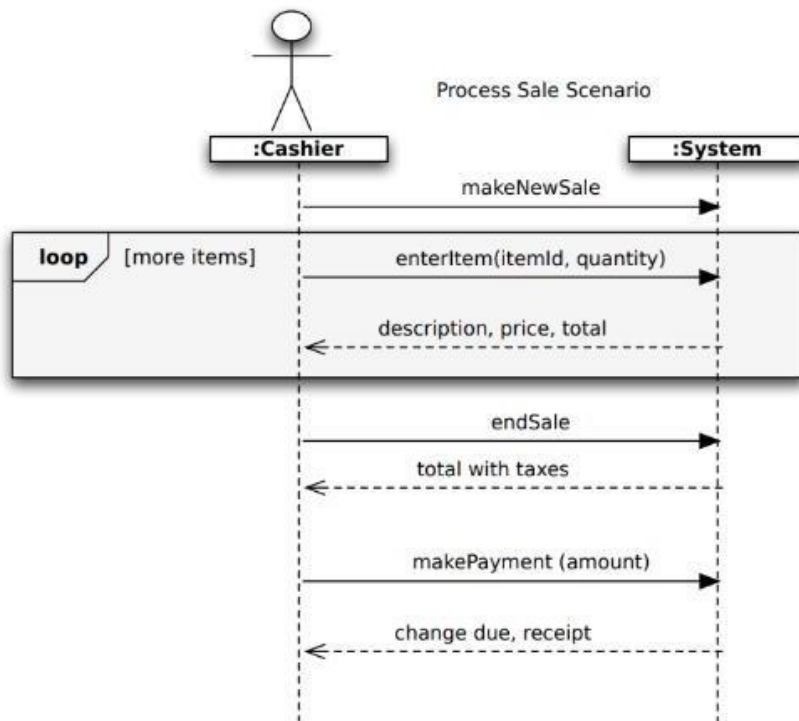 Process Sale Scenario
:Cashier
:System
makeNewSale
loop
[more items]
enterItem(itemId, quantity)
description, price, total
endSale
total with taxes
makePayment (amount)
change due, receipt